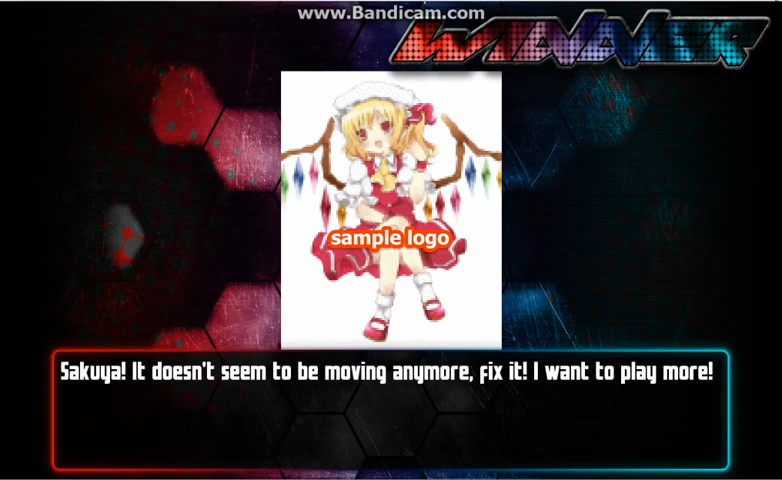 www.Bandicam.com
WINNER
sample logo
Sakuya! It doesn't seem to be moving anymore, fix it! I want to play more!